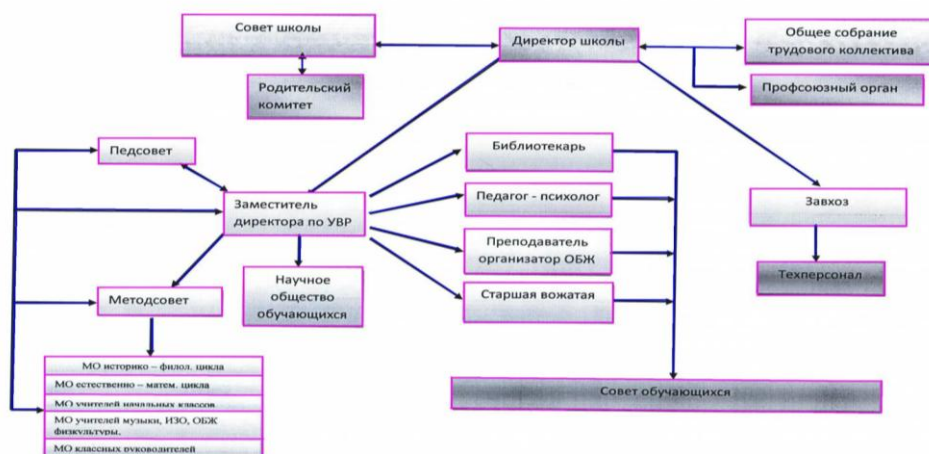 Совет школы
Директор школы
Общее собрание
трудового коллектива
Родительский
комитет
Профсоюзный орган
Педсовет
Библиотекарь
Заместитель
директора по УВР
Педагог - психолог
Завхоз
Преподаватель
организатор ОБЖ
Научное
общество
обучающихся
Техперсонал
Методсовет
Старшая вожатая
МО историко – филол. цикла
МО естественно – матем. цикла
МО учителей начальных классов
МО учителей музыки, ИЗО, ОБЖ
физкультуры.
МО классных руководителей
Совет обучающихся